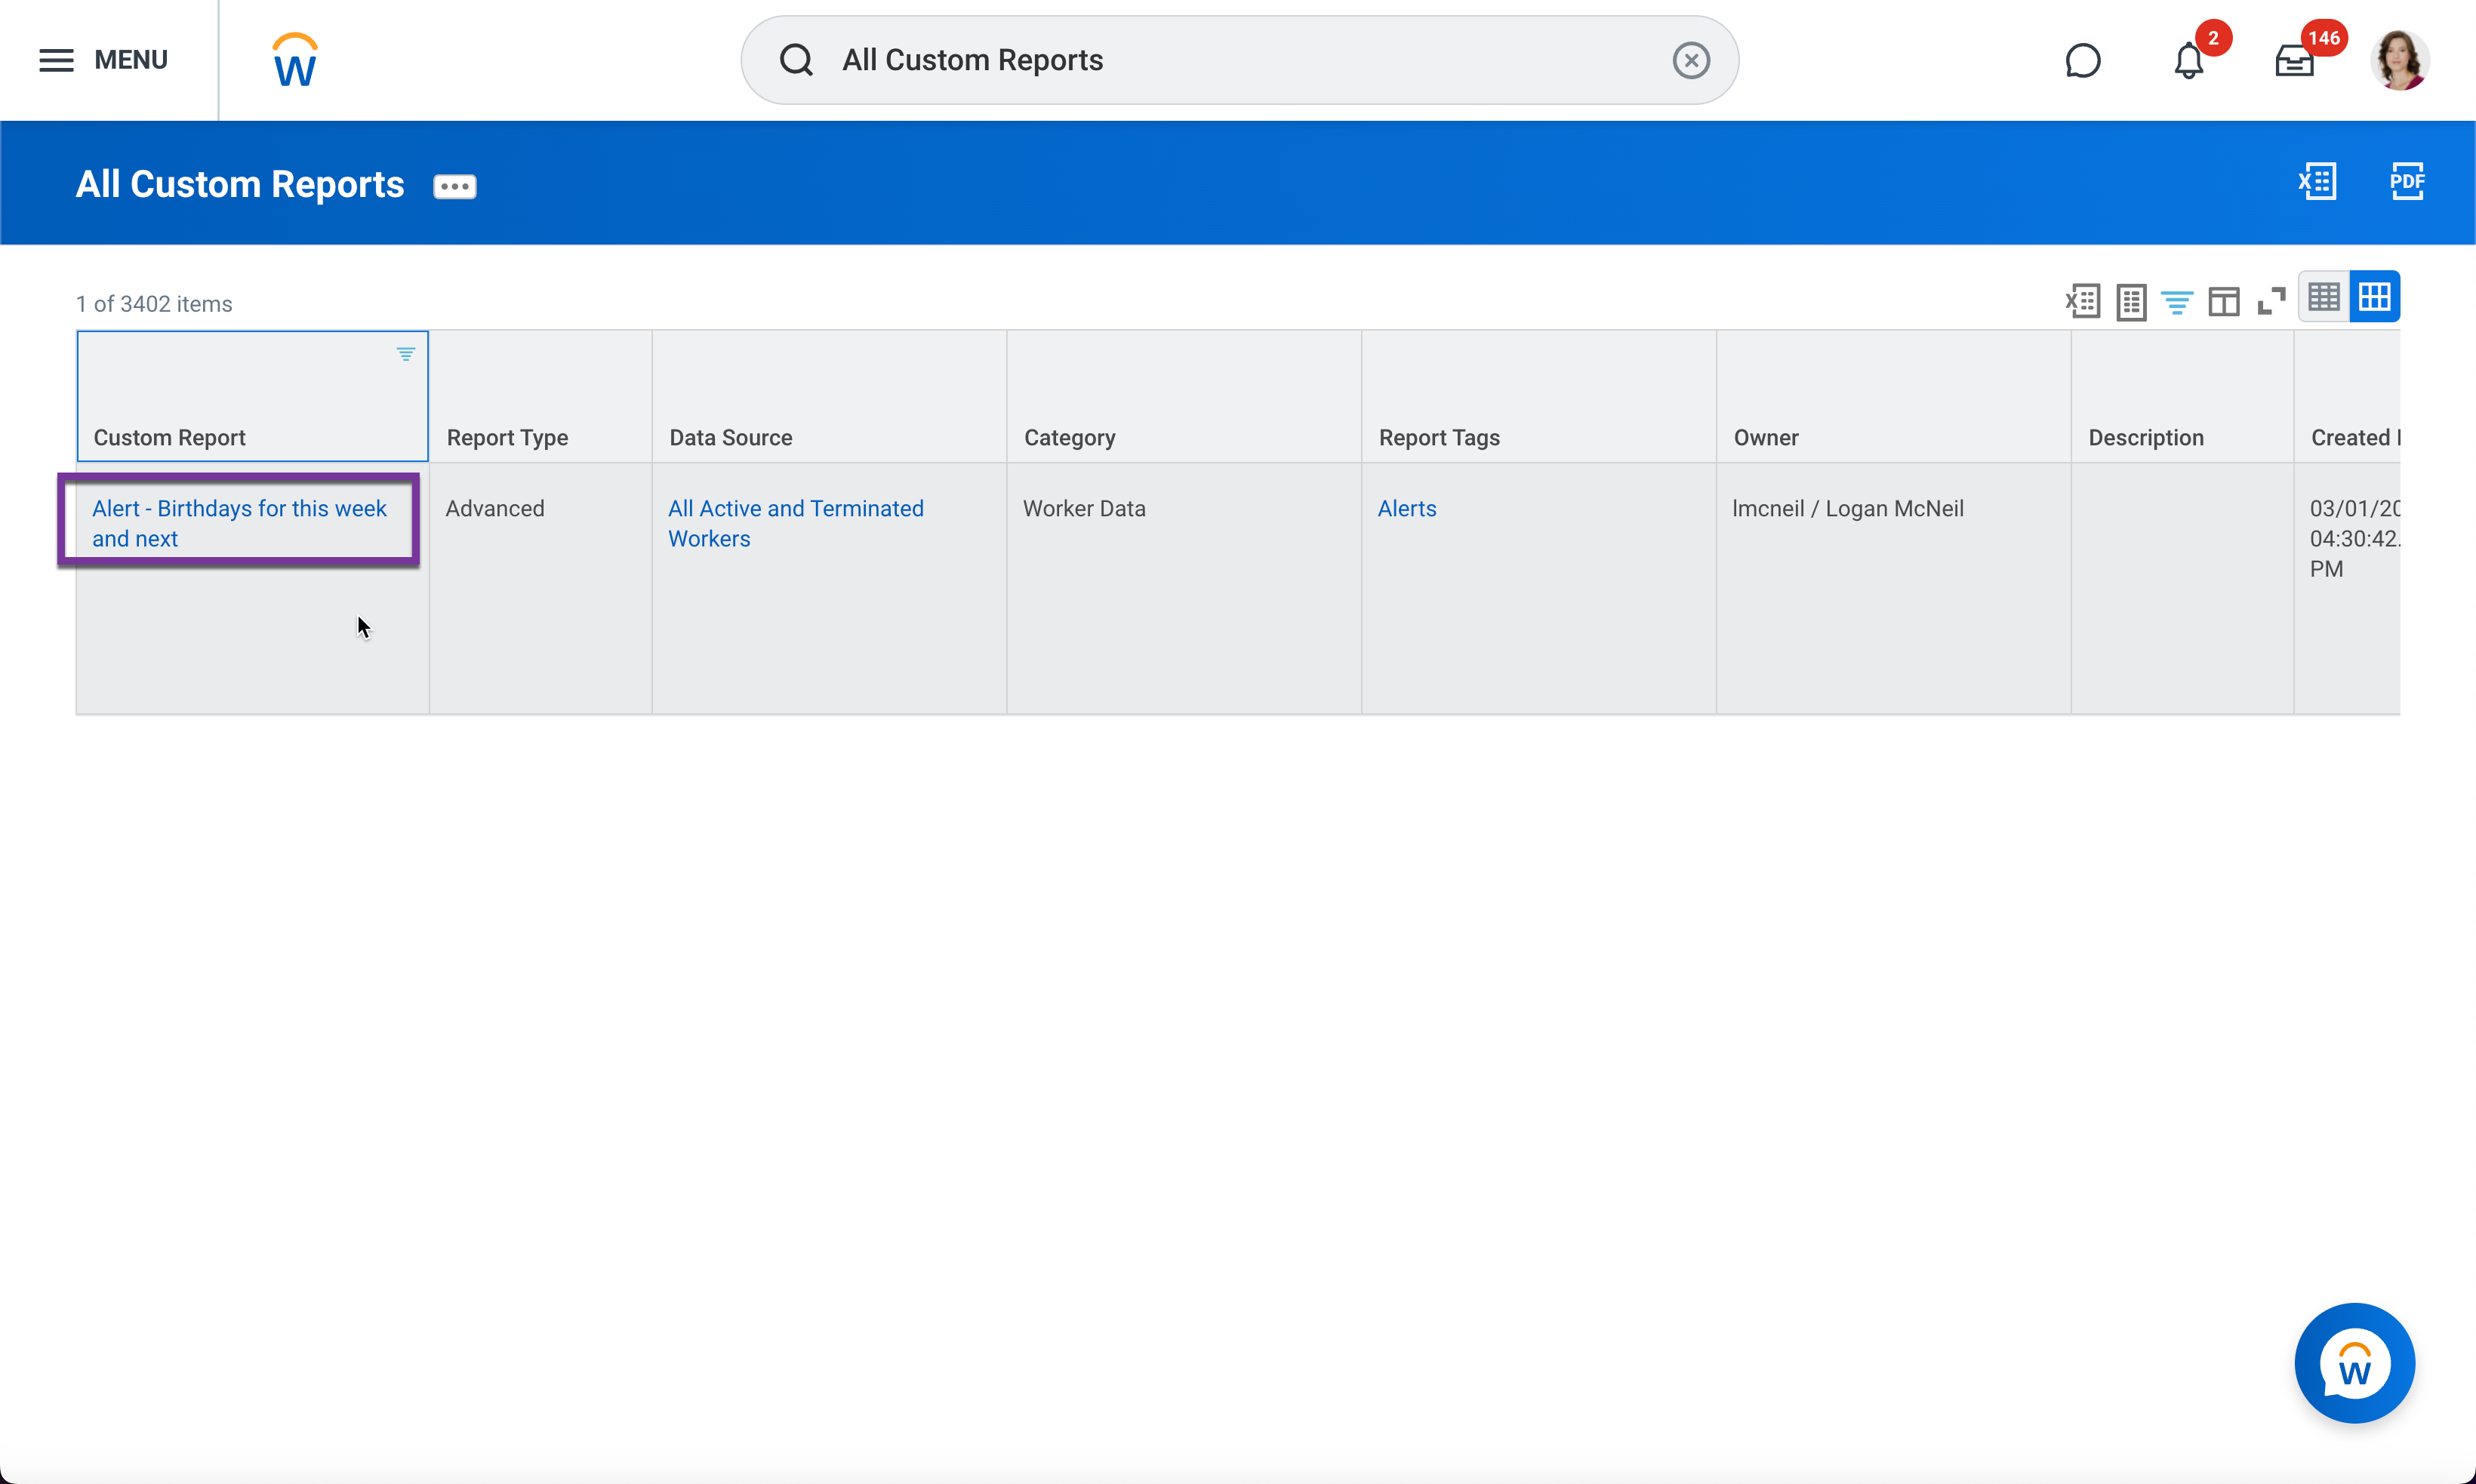 MENU
All Custom Reports
2
146
All Custom Reports
PDF
1 of 3402 items
Custom Report
Report Type
Data Source
Category
Report Tags
Owner
Description
Created
Alert - Birthdays for this week
and next
Advanced
All Active and Terminated
Workers
Worker Data
Alerts
lmcneil / Logan McNeil
03/01/20
04:30:42.
PM